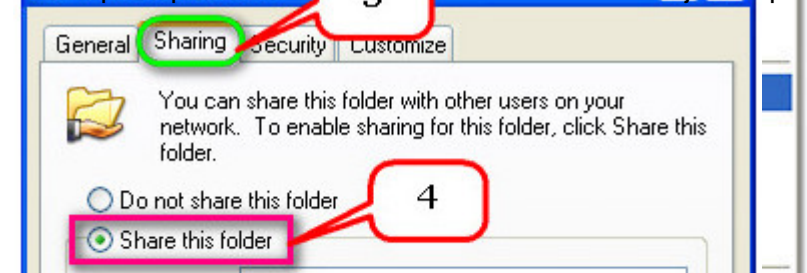 General Sharing Security Customize
You can share this folder with other users on your
network. To enable sharing for this folder, click Share this
folder.
Do not share this folder
4
Share this folder